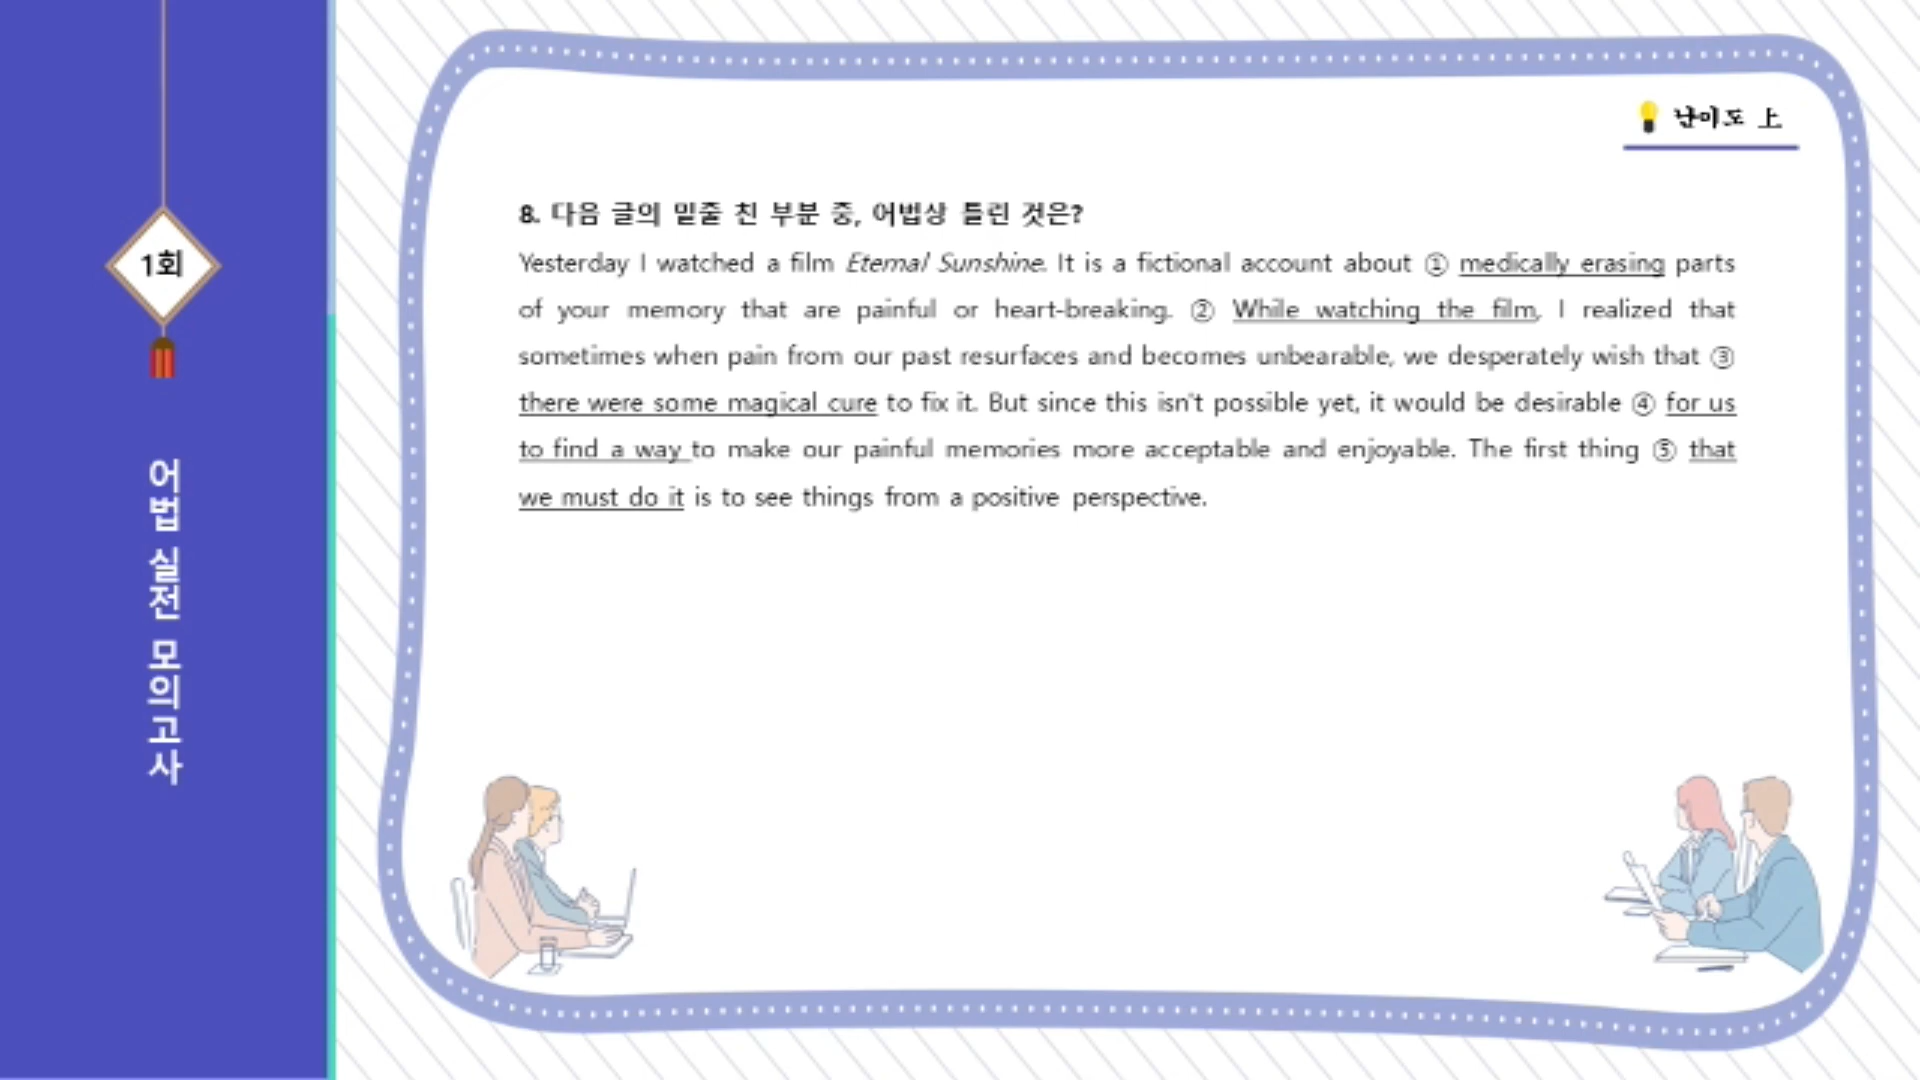 1회
어법 실전 모의고사
난이도 上
8. 다음 글의 밑줄 친 부분 중, 어법상 틀린 것은?
Yesterday I watched a film Eternal Sunshine. It is a fictional account about ① medically erasing parts
of your memory that are painful or heart-breaking. ② While watching the film, I realized that
sometimes when pain from our past resurfaces and becomes unbearable, we desperately wish that ③
there were some magical cure to fix it. But since this isn't possible yet, it would be desirable ④ for us
to find a way to make our painful memories more acceptable and enjoyable. The first thing ⑤ that
we must do it is to see things from a positive perspective.